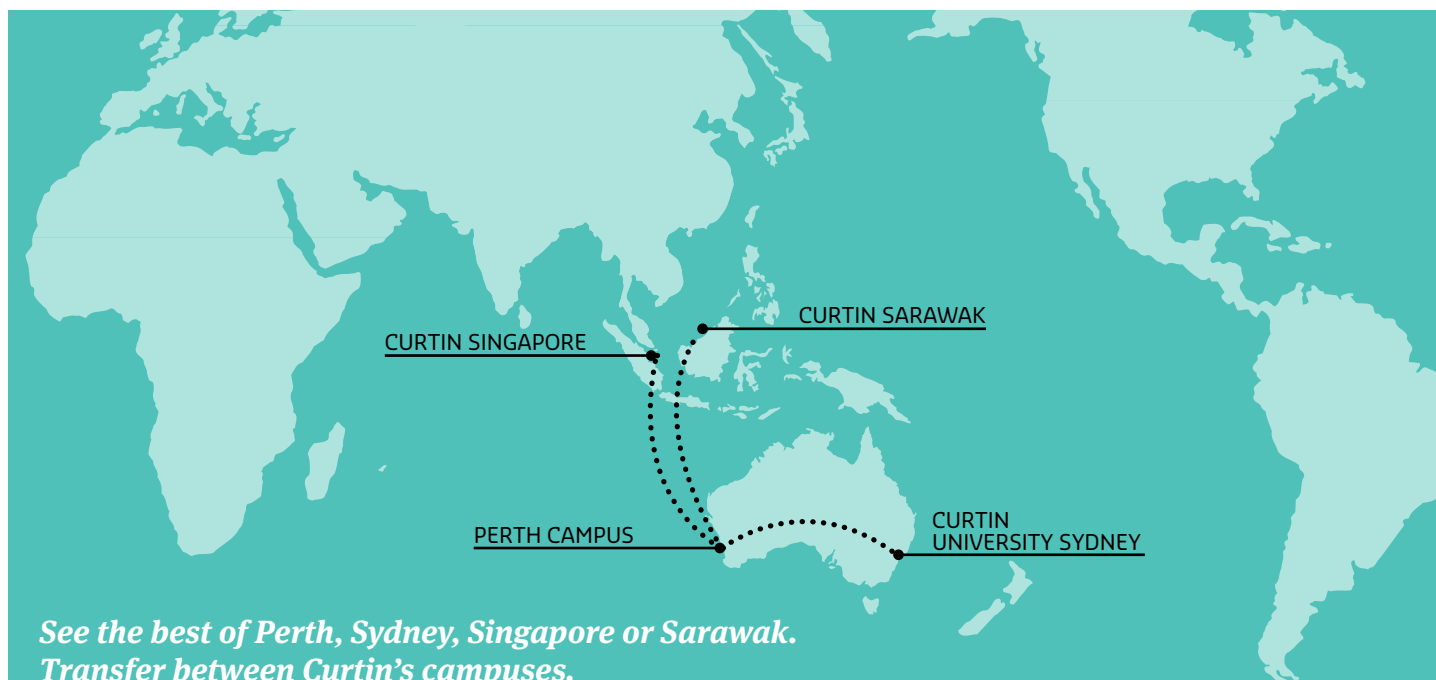 CURTIN SARAWAK
CURTIN SINGAPORE
PERTH CAMPUS
CURTIN
UNIVERSITY SYDNEY
See the best of Perth, Sydney, Singapore or Sarawak.
Transfer between Curtin's campuses.